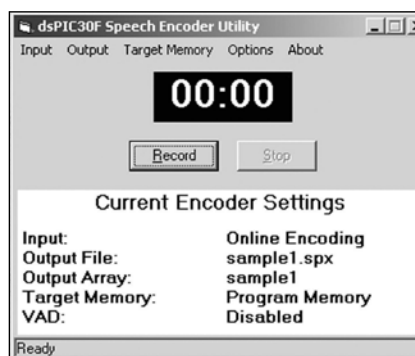 dsPIC30F Speech Encoder Utility
Input Output Target Memory Options About
00:00
Record Stop
Current Encoder Settings
Input: Online Encoding
Output File: sample1.spx
Output Array: sample1
Target Memory: Program Memory
VAD: Disabled
Ready